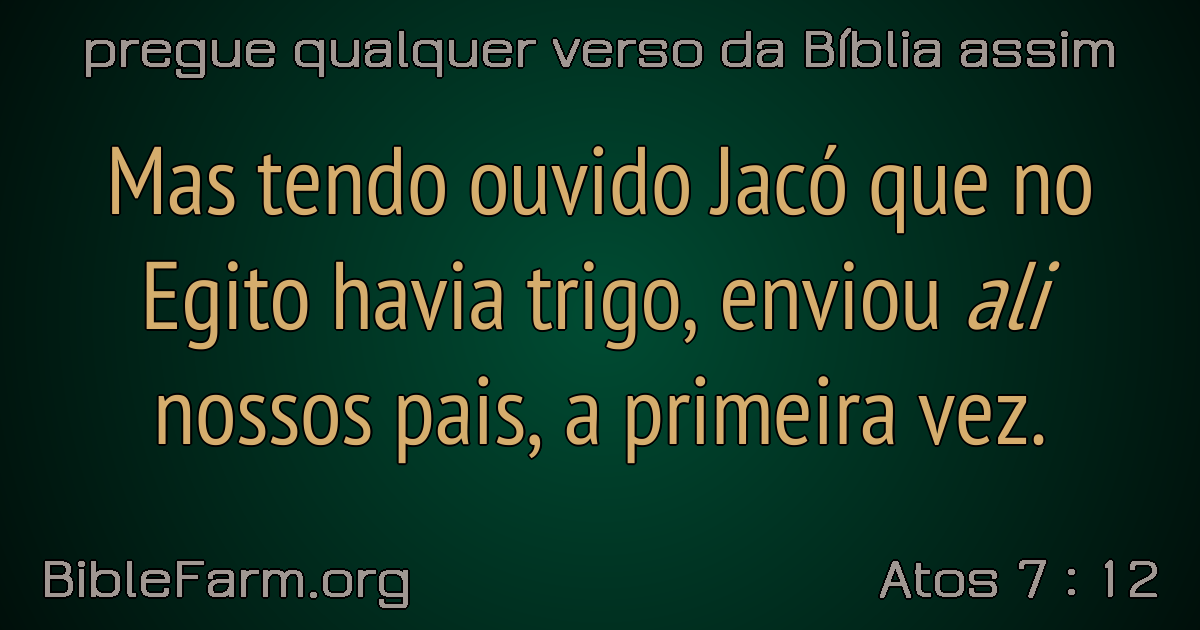 pregue qualquer verso da Bíblia assim
Mas tendo ouvido Jacó que no
Egito havia trigo, enviou ali
nossos pais, a primeira vez.
BibleFarm.org
Atos 7 : 12